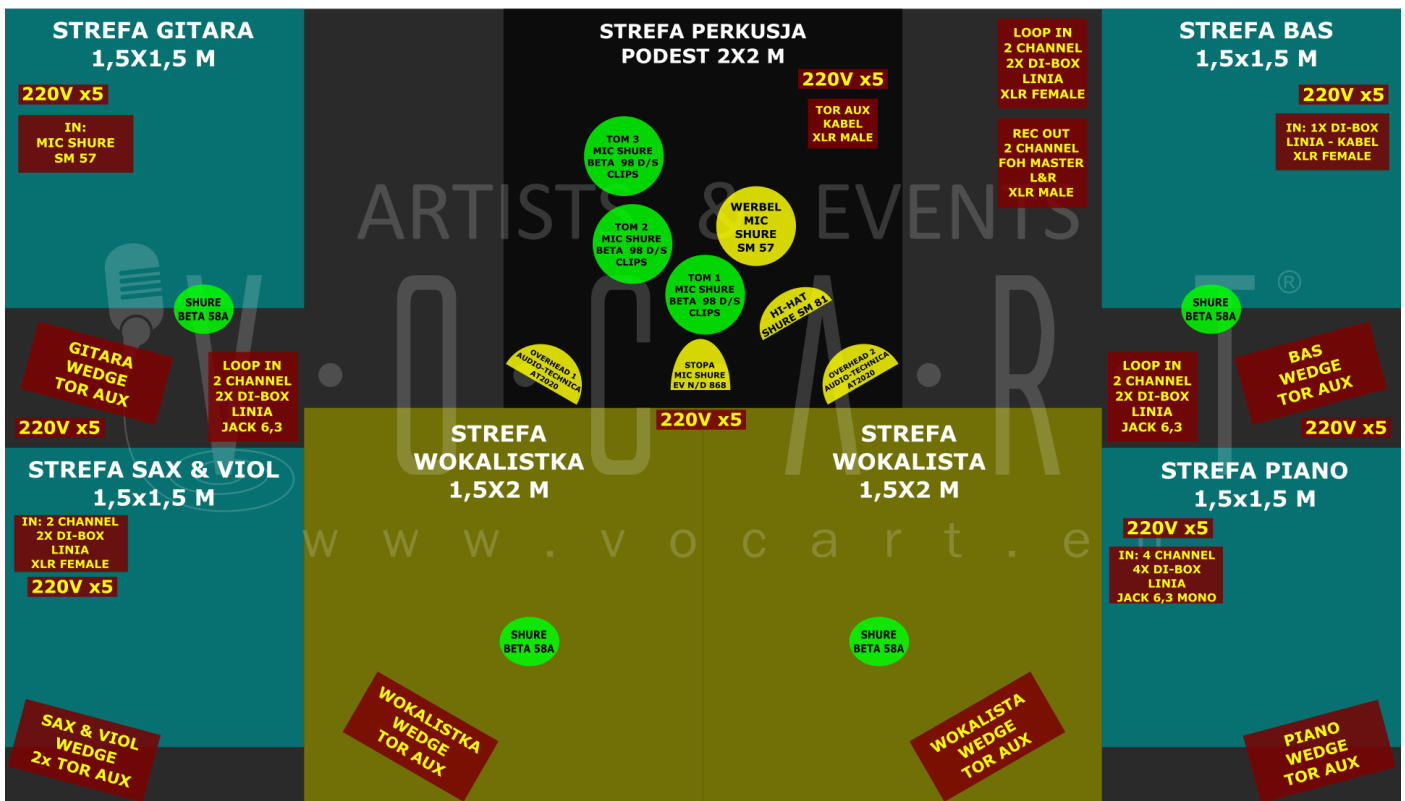 STREFA GITARA
1,5X1,5 M
220V x5
IN:
MIC SHURE
SM 57
STREFA PERKUSJA
PODEST 2X2 M
220V x5
TOR AUX
KABEL
XLR MALE
LOOP IN
2 CHANNEL
2X DI-BOX
LINIA
XLR FEMALE
REC OUT
2 CHANNEL
FOH MASTER
L&R
XLR MALE
STREFA BAS
1,5x1,5 M
220V x5
IN: 1X DI-BOX
LINIA - KABEL
XLR FEMALE
TOM 3
MIC SHURE
BETA 98 D/S
CLIPS
TOM 2
MIC SHURE
BETA 98 D/S
CLIPS
TOM 1
MIC SHURE
BETA 98 D/S
CLIPS
WERBEL
MIC
SHURE
SM 57
HI-HAT
SHURE SM 81
OVERHEAD 1
AUDIO-TECHNICA
AT2020
STOPA
MIC SHURE
EV N/D 868
OVERHEAD 2
AUDIO-TECHNICA
AT2020
220V x5
ARTISTS & EVENTS
V·OCΛRT®
www.vocart.e
SHURE
BETA 58A
GITARA
WEDGE
TOR AUX
220V x5
LOOP IN
2 CHANNEL
2X DI-BOX
LINIA
JACK 6,3
SHURE
BETA 58A
LOOP IN
2 CHANNEL
2X DI-BOX
LINIA
JACK 6,3
BAS
WEDGE
TOR AUX
220V x5
STREFA SAX & VIOL
1,5x1,5 M
IN: 2 CHANNEL
2X DI-BOX
LINIA
XLR FEMALE
220V x5
SAX & VIOL
WEDGE
2x TOR AUX
STREFA
WOKALISTKA
1,5X2 M
SHURE
BETA 58A
WOKALISTKA
WEDGE
TOR AUX
STREFA
WOKALISTA
1,5X2 M
SHURE
BETA 58A
WOKALISTA
WEDGE
TOR AUX
STREFA PIANO
1,5x1,5 M
220V x5
IN: 4 CHANNEL
4X DI-BOX
LINIA
JACK 6,3 MONO
PIANO
WEDGE
TOR AUX